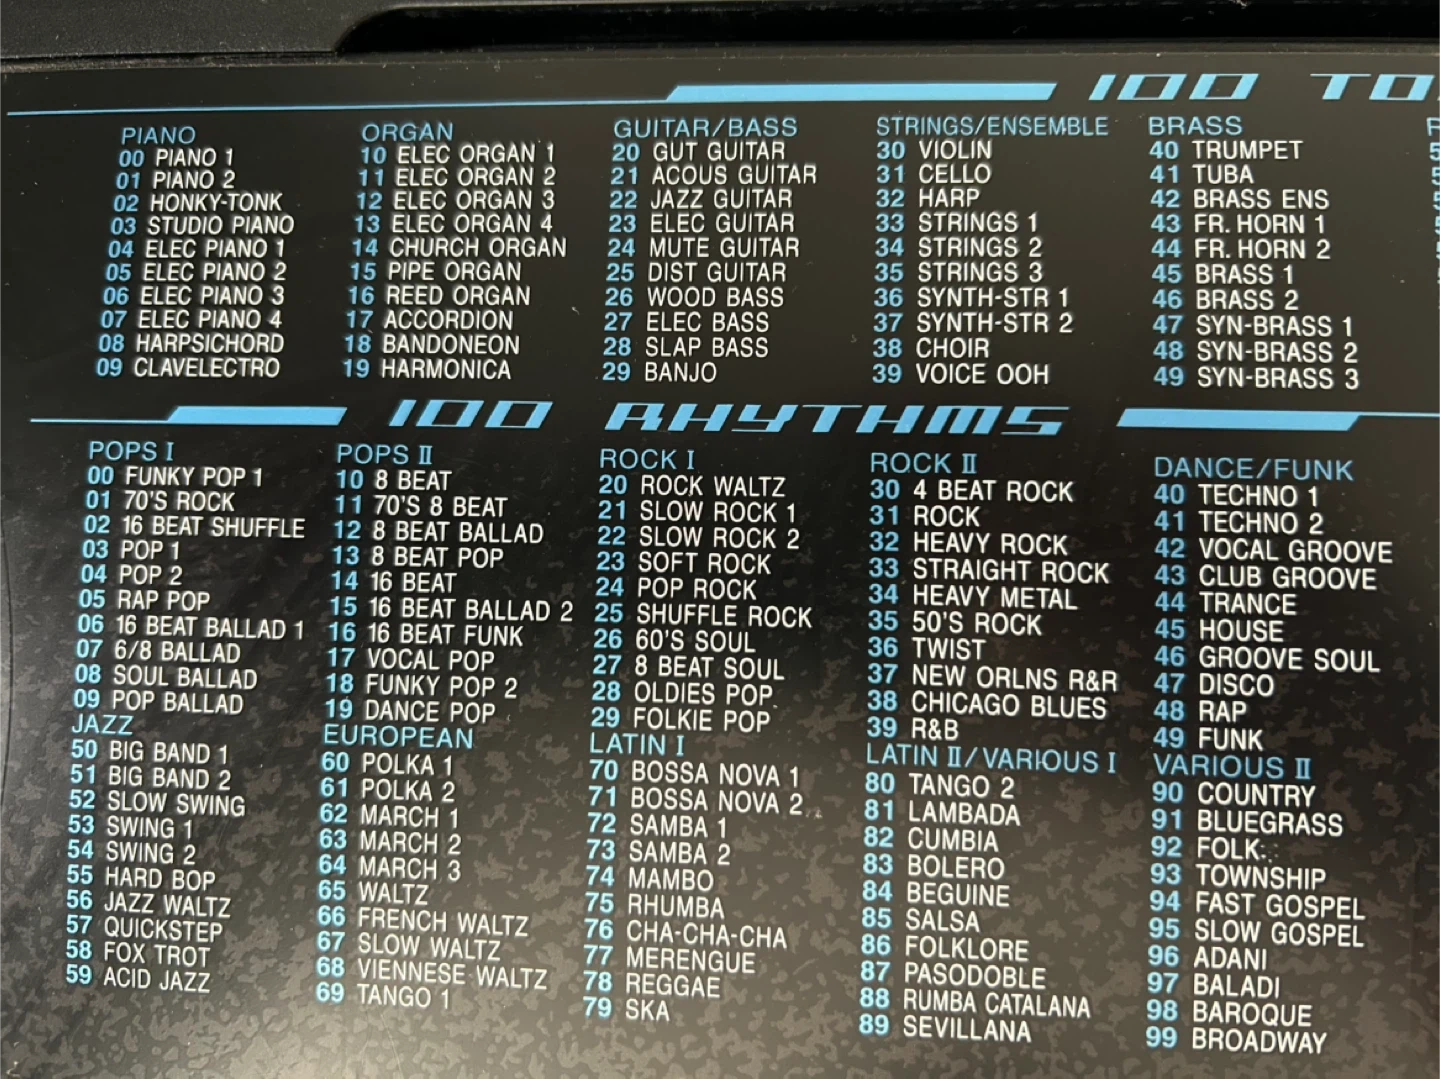 100 TO
PIANO
00 PIANO 1
01 PIANO 2
02 HONKY-TONK
03 STUDIO PIANO
04 ELEC PIANO 1
05 ELEC PIANO 2
06 ELEC PIANO 3
07 ELEC PIANO 4
08 HARPSICHORD
09 CLAVELECTRO
ORGAN
10 ELEC ORGAN 1
11 ELEC ORGAN 2
12 ELEC ORGAN 3
13 ELEC ORGAN 4
14 CHURCH ORGAN
15 PIPE ORGAN
16 REED ORGAN
17 ACCORDION
18 BANDONEON
19 HARMONICA
GUITAR/BASS
20 GUT GUITAR
21 ACOUS GUITAR
22 JAZZ GUITAR
23 ELEC GUITAR
24 MUTE GUITAR
25 DIST GUITAR
26 WOOD BASS
27 ELEC BASS
28 SLAP BASS
29 BANJO
STRINGS/ENSEMBLE
30 VIOLIN
31 CELLO
32 HARP
33 STRINGS 1
34 STRINGS 2
35 STRINGS 3
36 SYNTH-STR 1
37 SYNTH-STR 2
38 CHOIR
39 VOICE OOH
BRASS
40 TRUMPET
41 TUBA
42 BRASS ENS
43 FR. HORN 1
44 FR. HORN 2
45 BRASS 1
46 BRASS 2
47 SYN-BRASS 1
48 SYN-BRASS 2
49 SYN-BRASS 3
100 RHYTHMS
POPS I
00 FUNKY POP 1
01 70'S ROCK
02 16 BEAT SHUFFLE
03 POP 1
04 POP 2
05 RAP POP
06 16 BEAT BALLAD 1
07 6/8 BALLAD
08 SOUL BALLAD
09 POP BALLAD
POPS II
10 8 BEAT
11 70'S 8 BEAT
12 8 BEAT BALLAD
13 8 BEAT POP
14 16 BEAT
15 16 BEAT BALLAD 2
16 16 BEAT FUNK
17 VOCAL POP
18 FUNKY POP 2
19 DANCE POP
ROCK I
20 ROCK WALTZ
21 SLOW ROCK 1
22 SLOW ROCK 2
23 SOFT ROCK
24 POP ROCK
25 SHUFFLE ROCK
26 60'S SOUL
27 8 BEAT SOUL
28 OLDIES POP
29 FOLKIE POP
ROCK II
30 4 BEAT ROCK
31 ROCK
32 HEAVY ROCK
33 STRAIGHT ROCK
34 HEAVY METAL
35 50'S ROCK
36 TWIST
37 NEW ORLNS R&R
38 CHICAGO BLUES
39 R&B
DANCE/FUNK
40 TECHNO 1
41 TECHNO 2
42 VOCAL GROOVE
43 CLUB GROOVE
44 TRANCE
45 HOUSE
46 GROOVE SOUL
47 DISCO
48 RAP
49 FUNK
JAZZ
50 BIG BAND 1
51 BIG BAND 2
52 SLOW SWING
53 SWING 1
54 SWING 2
55 HARD BOP
56 JAZZ WALTZ
57 QUICKSTEP
58 FOX TROT
59 ACID JAZZ
EUROPEAN
60 POLKA 1
61 POLKA 2
62 MARCH 1
63 MARCH 2
64 MARCH 3
65 WALTZ
66 FRENCH WALTZ
67 SLOW WALTZ
68 VIENNESE WALTZ
69 TANGO 1
LATIN I
70 BOSSA NOVA 1
71 BOSSA NOVA 2
72 SAMBA 1
73 SAMBA 2
74 MAMBO
75 RHUMBA
76 CHA-CHA-CHA
77 MERENGUE
78 REGGAE
79 SKA
LATIN II/VARIOUS I
80 TANGO 2
81 LAMBADA
82 CUMBIA
83 BOLERO
84 BEGUINE
85 SALSA
86 FOLKLORE
87 PASODOBLE
88 RUMBA CATALANA
89 SEVILLANA
VARIOUS II
90 COUNTRY
91 BLUEGRASS
92 FOLK
93 TOWNSHIP
94 FAST GOSPEL
95 SLOW GOSPEL
96 ADANI
97 BALADI
98 BAROQUE
99 BROADWAY